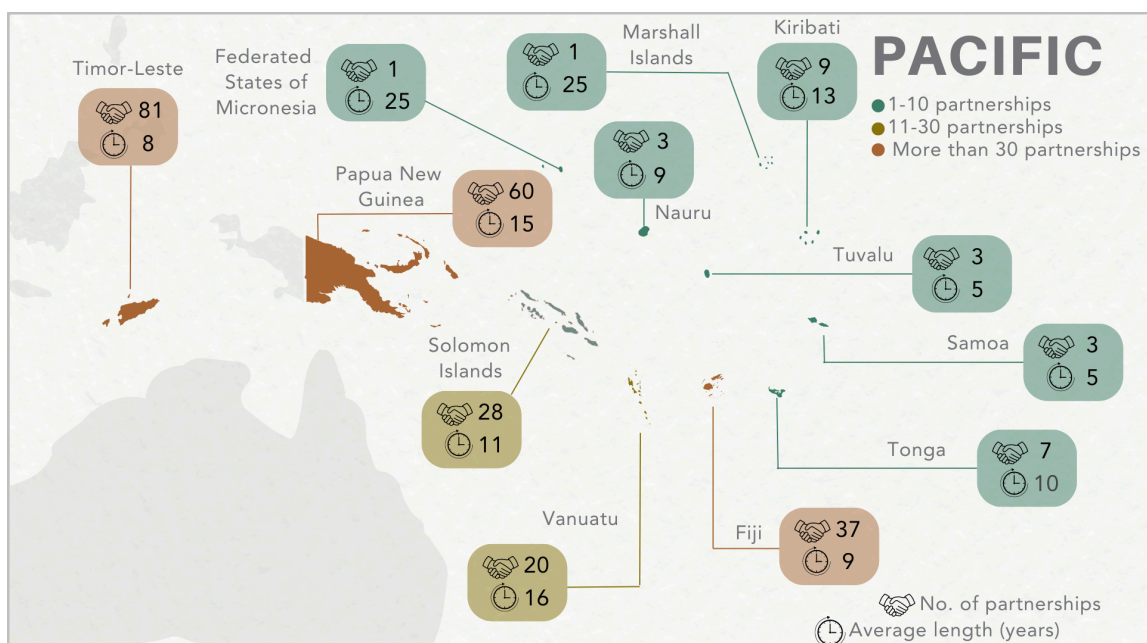 PACIFIC
1-10 partnerships
11-30 partnerships
More than 30 partnerships
Timor-Leste
81
8
Federated
States of
Micronesia
1
25
Marshall
Islands
1
25
Kiribati
9
13
Papua New
Guinea
60
15
3
9
Nauru
Tuvalu
3
5
Samoa
3
5
Solomon
Islands
28
11
Tonga
7
10
Vanuatu
20
16
Fiji
37
9
No. of partnerships
Average length (years)